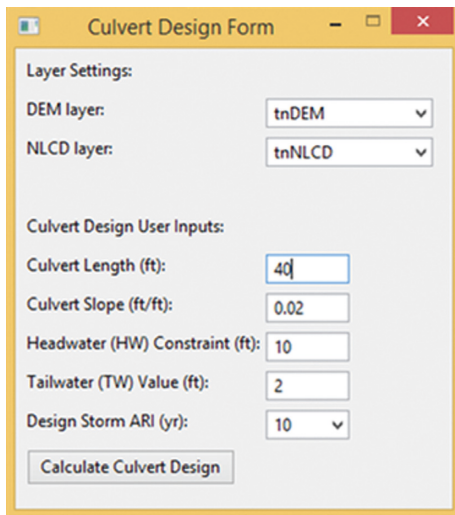 Culvert Design Form
Layer Settings:
DEM layer: tnDEM
NLCD layer: tnNLCD
Culvert Design User Inputs:
Culvert Length (ft): 40
Culvert Slope (ft/ft): 0.02
Headwater (HW) Constraint (ft): 10
Tailwater (TW) Value (ft): 2
Design Storm ARI (yr): 10
Calculate Culvert Design